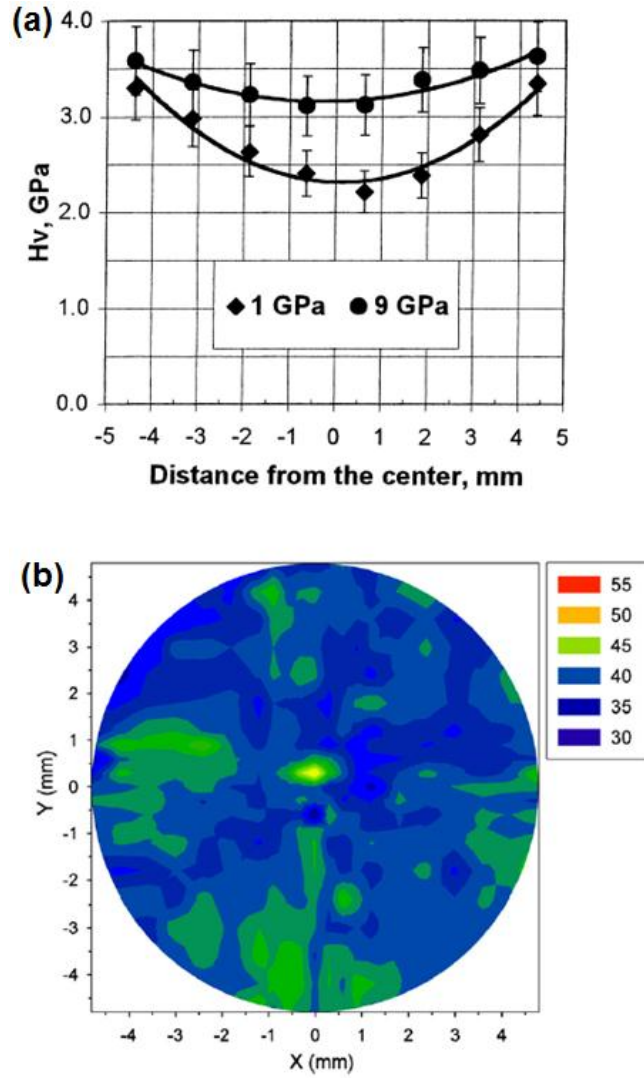 (a)
4.0
3.0
2.0
1.0
0.0
Hv, GPa
◆ 1 GPa ● 9 GPa
-5 -4 -3 -2 -1 0 1 2 3 4 5
Distance from the center, mm
(b)
4
3
2
1
0
-1
-2
-3
-4
Y (mm)
-4 -3 -2 -1 0 1 2 3 4
X (mm)
55
50
45
40
35
30